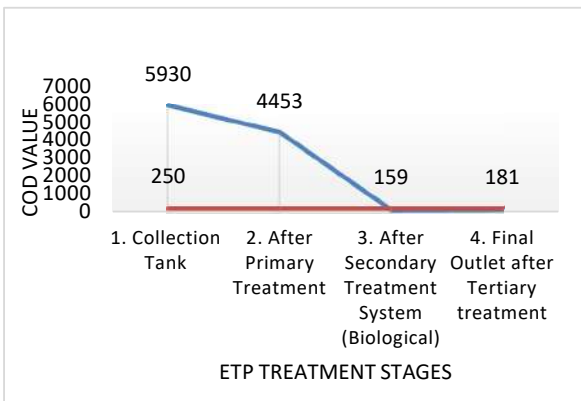 5930
7000
6000
4453
5000
4000
3000
2000
250
159
181
1000
0
COD VALUE
1. Collection
Tank
2. After
Primary
Treatment
3. After
Secondary
Treatment
System
(Biological)
4. Final
Outlet after
Tertiary
treatment
ETP TREATMENT STAGES